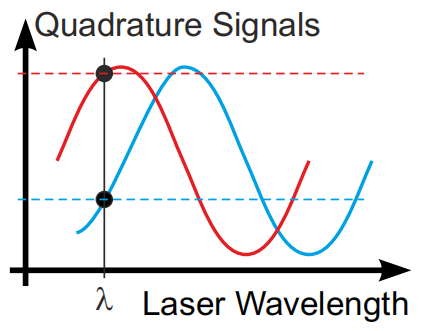 Quadrature Signals
λ Laser Wavelength